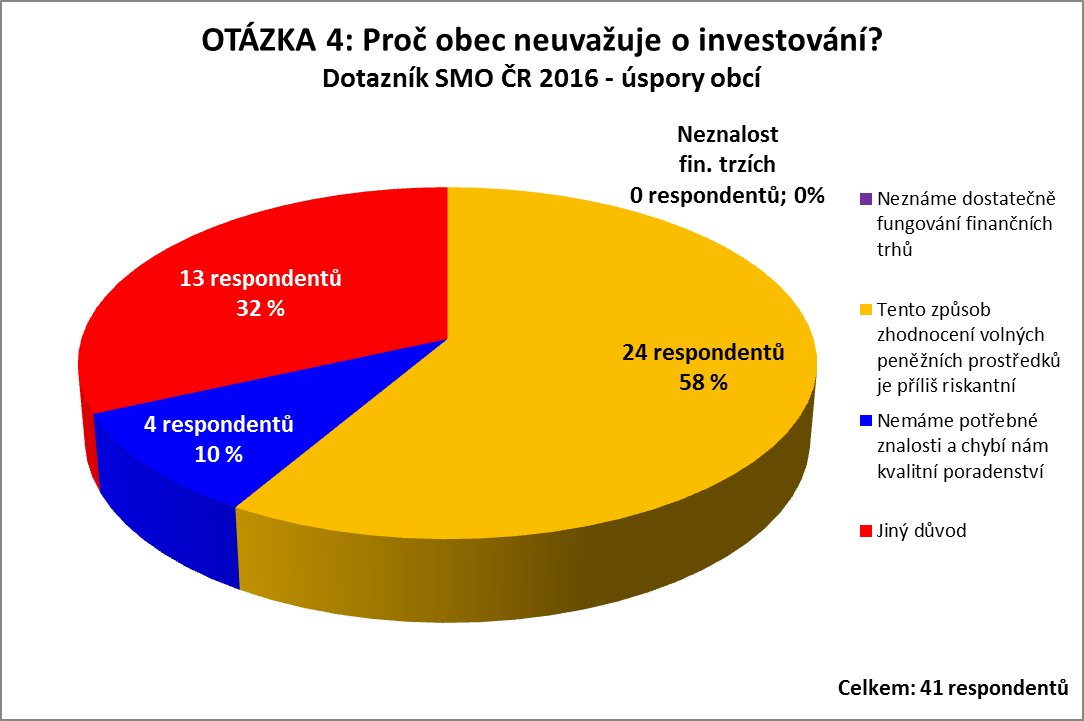 OTÁZKA 4: Proč obec neuvažuje o investování?
Dotazník SMO ČR 2016 - úspory obcí
Neznalost
fin. trzích
0 respondentů; 0%
13 respondentů
32 %
24 respondentů
58 %
4 respondentů
10 %
Neznáme dostatečně
fungování finančních
trhů
Tento způsob
zhodnocení volných
peněžních prostředků
je příliš riskantní
Nemáme potřebné
znalosti a chybí nám
kvalitní poradenství
Jiný důvod
Celkem: 41 respondentů